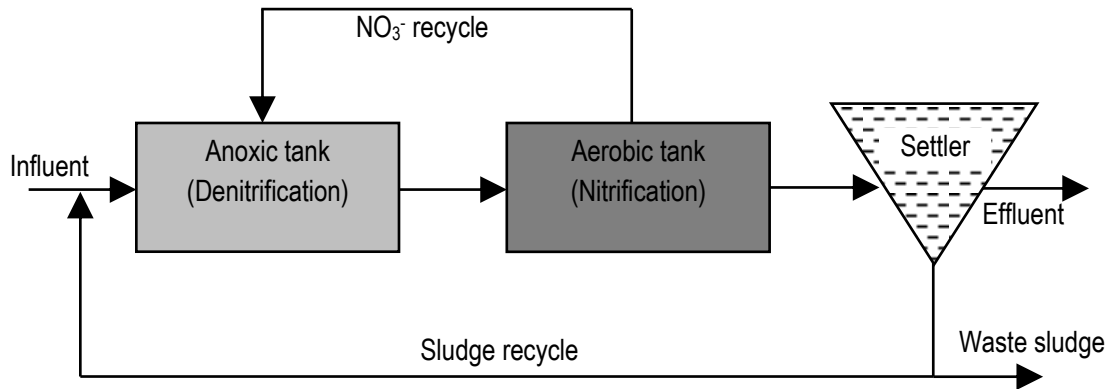 NO₃⁻ recycle
Anoxic tank
(Denitrification)
Aerobic tank
(Nitrification)
Settler
Influent
Effluent
Sludge recycle
Waste sludge